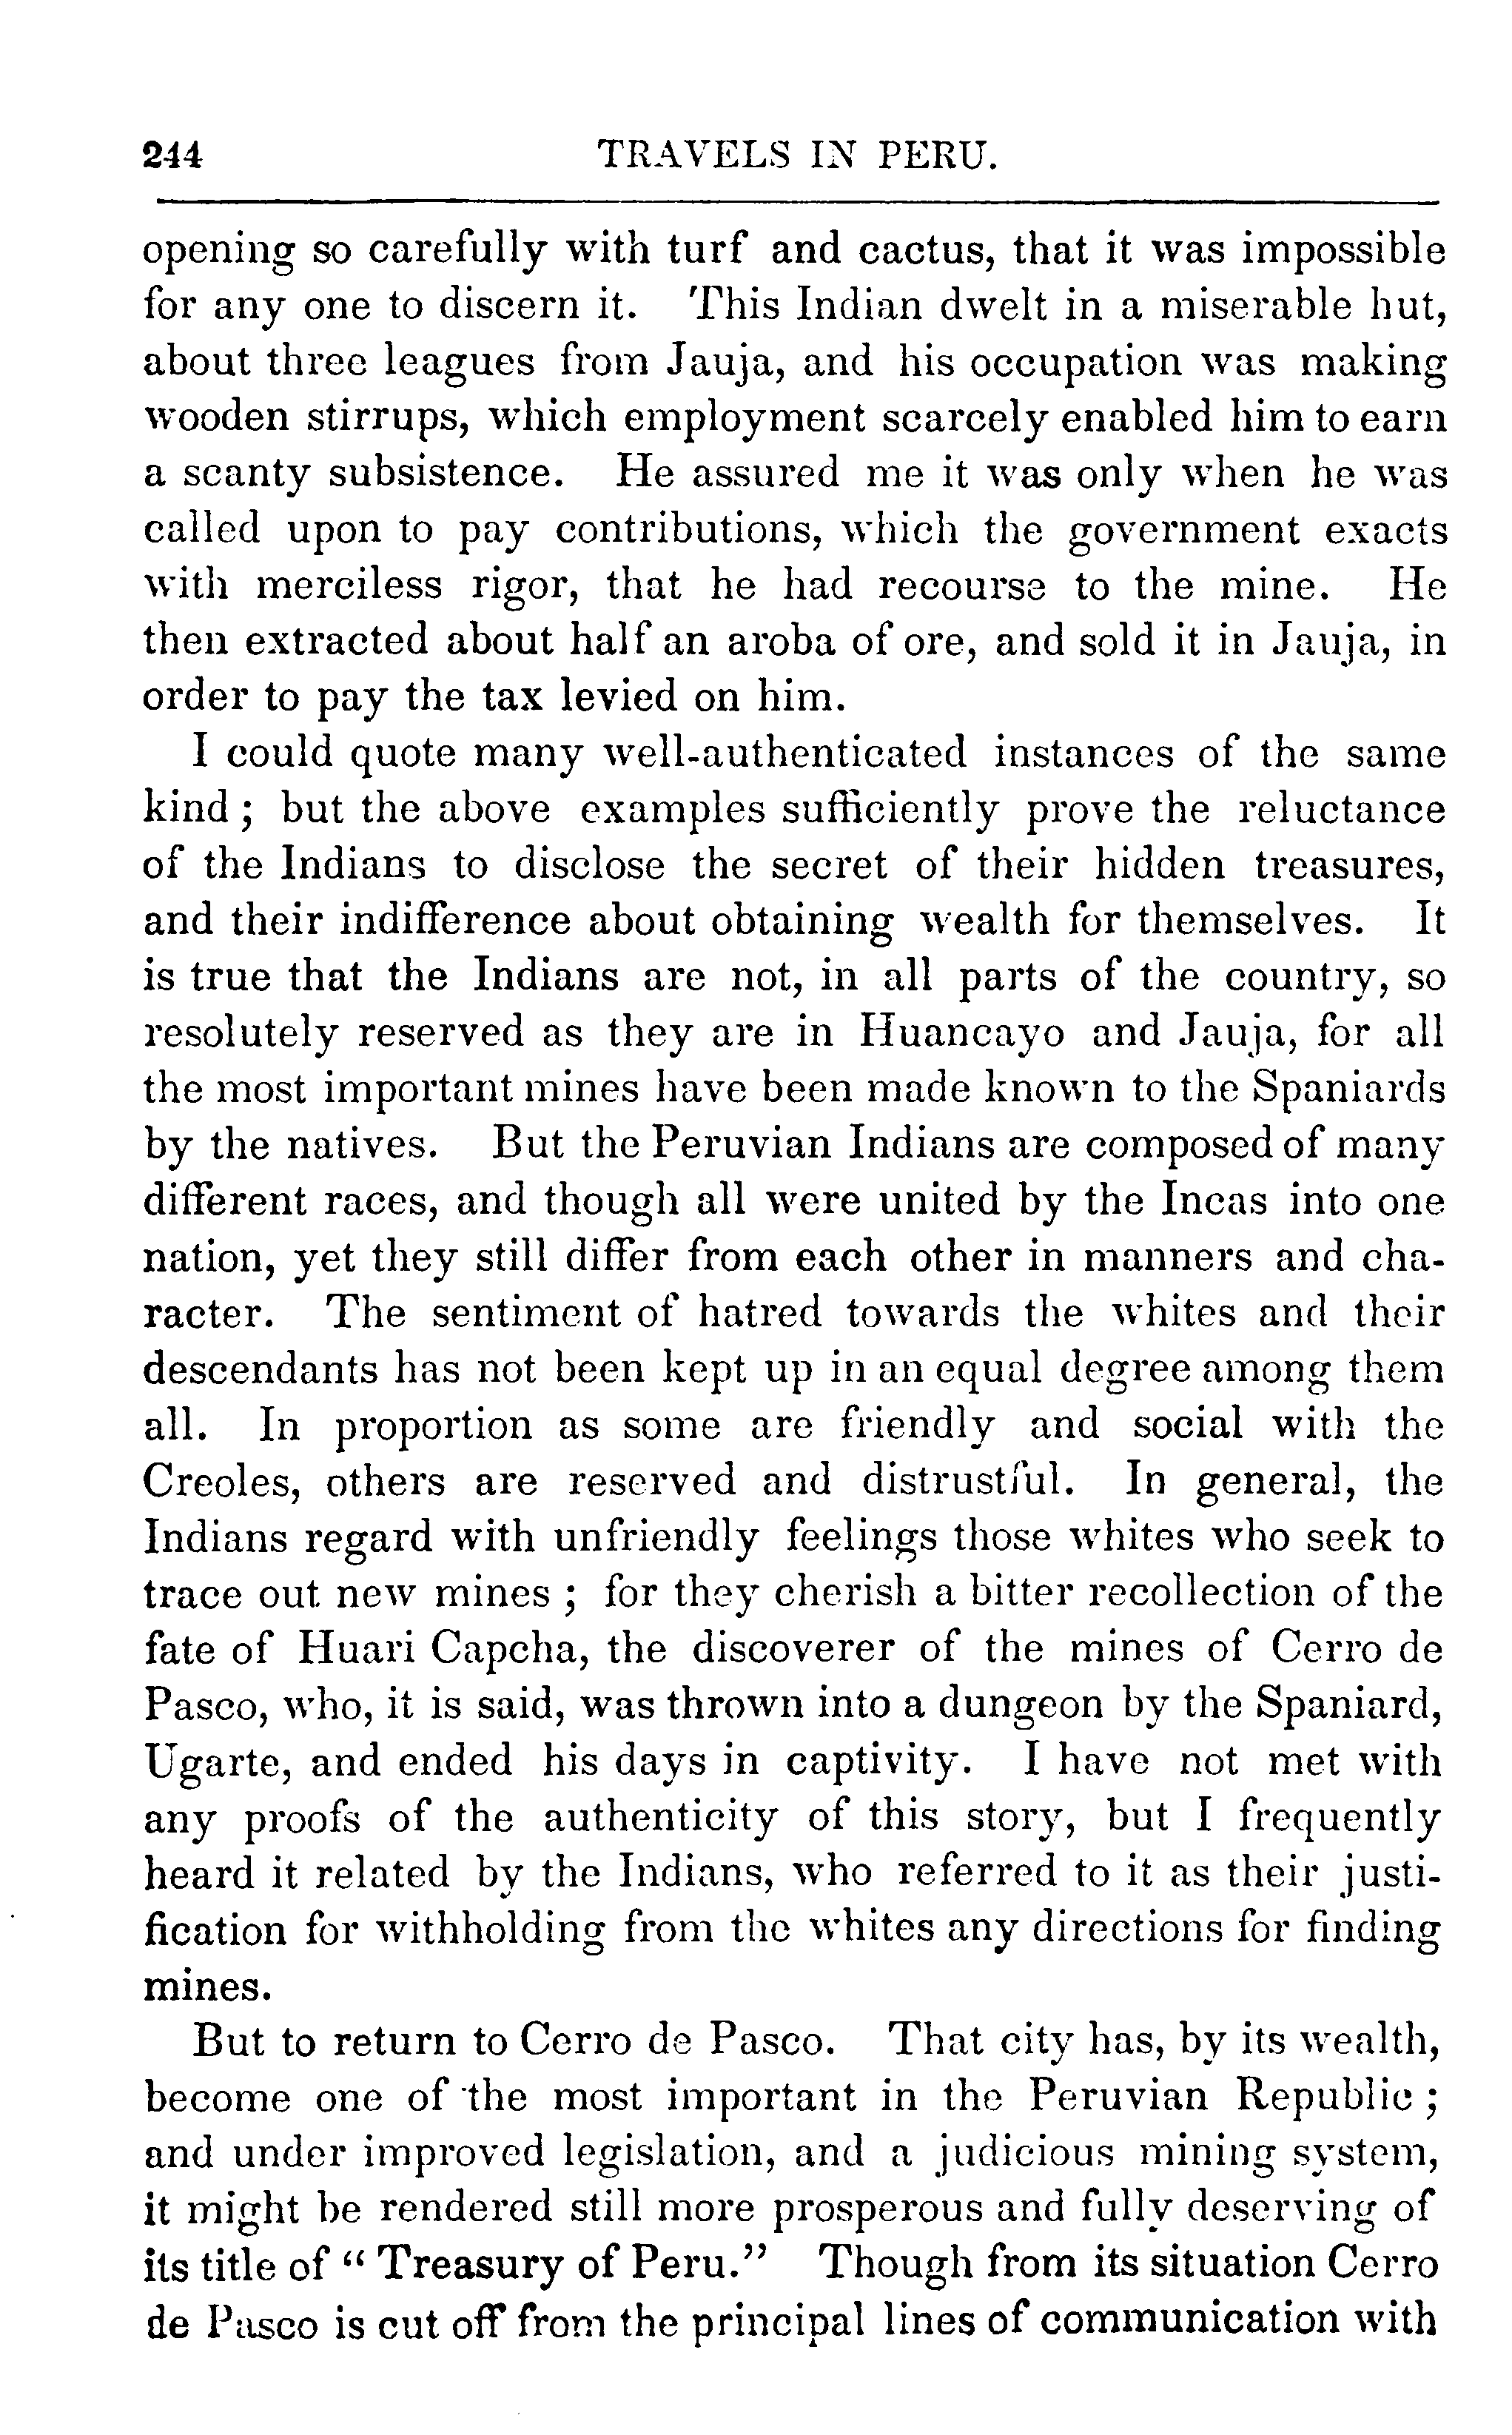 244 TRAVELS IN PERU.
opening so carefully with turf and cactus, that it was impossible
for any one to discern it. This Indian dwelt in a miserable hut,
about three leagues from Jauja, and his occupation was making
wooden stirrups, which employment scarcely enabled him to earn
a scanty subsistence. He assured me it was only when he was
called upon to pay contributions, which the government exacts
with merciless rigor, that he had recourse to the mine. He
then extracted about half an aroba of ore, and sold it in Jauja, in
order to pay the tax levied on him.
I could quote many well-authenticated instances of the same
kind ; but the above examples sufficiently prove the reluctance
of the Indians to disclose the secret of their hidden treasures,
and their indifference about obtaining wealth for themselves. It
is true that the Indians are not, in all parts of the country, so
resolutely reserved as they are in Huancayo and Jauja, for all
the most important mines have been made known to the Spaniards
by the natives. But the Peruvian Indians are composed of many
different races, and though all were united by the Incas into one
nation, yet they still differ from each other in manners and cha-
racter. The sentiment of hatred towards the whites and their
descendants has not been kept up in an equal degree among them
all. In proportion as some are friendly and social with the
Creoles, others are reserved and distrustful. In general, the
Indians regard with unfriendly feelings those whites who seek to
trace out new mines ; for they cherish a bitter recollection of the
fate of Huari Capcha, the discoverer of the mines of Cerro de
Pasco, who, it is said, was thrown into a dungeon by the Spaniard,
Ugarte, and ended his days in captivity. I have not met with
any proofs of the authenticity of this story, but I frequently
heard it related by the Indians, who referred to it as their justi-
fication for withholding from the whites any directions for finding
mines.
But to return to Cerro de Pasco. That city has, by its wealth,
become one of the most important in the Peruvian Republic ;
and under improved legislation, and a judicious mining system,
it might be rendered still more prosperous and fully deserving of
its title of " Treasury of Peru." Though from its situation Cerro
de Pasco is cut off from the principal lines of communication with